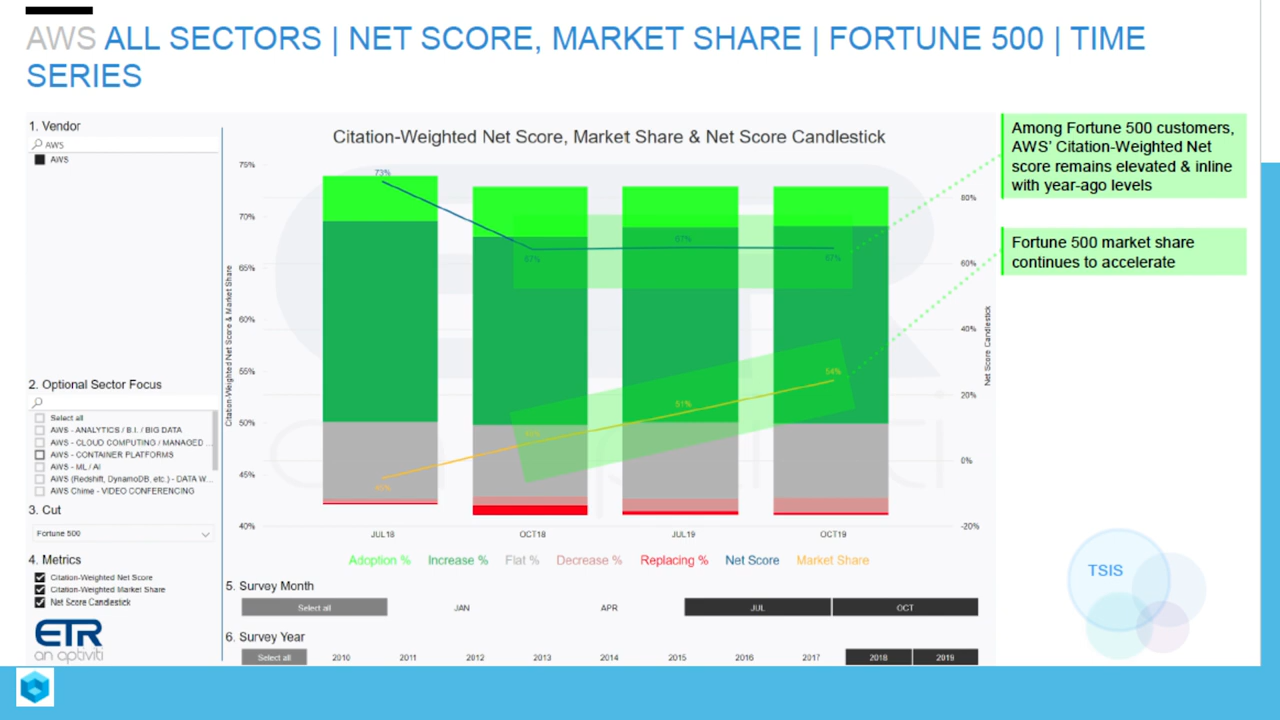 AWS ALL SECTORS | NET SCORE, MARKET SHARE | FORTUNE 500 | TIME
SERIES
1. Vendor
AWS
AWS
2. Optional Sector Focus
Select all
AWS - ANALYTICS / B.I. / BIG DATA
AWS - CLOUD COMPUTING / MANAGED ...
AWS - CONTAINER PLATFORMS
AWS - ML / AI
AWS (Redshift, DynamoDB, etc.) - DATA W...
AWS Chime - VIDEO CONFERENCING
3. Cut
Fortune 500
4. Metrics
Citation-Weighted Net Score
Citation-Weighted Market Share
Net Score Candlestick
ETR
an aptiviti
Citation-Weighted Net Score, Market Share & Net Score Candlestick
Citation-Weighted Net Score & Market Share
75%
70%
65%
60%
55%
50%
45%
40%
73%
67%
67%
67%
51%
54%
80%
60%
40%
20%
0%
-20%
Net Score Candlestick
JUL18
OCT18
JUL19
OCT19
Adoption % Increase % Flat % Decrease % Replacing % Net Score Market Share
5. Survey Month
Select all JAN APR JUL OCT
6. Survey Year
Select all 2010 2011 2012 2013 2014 2015 2016 2017 2018 2019
Among Fortune 500 customers,
AWS' Citation-Weighted Net
score remains elevated & inline
with year-ago levels
Fortune 500 market share
continues to accelerate
TSIS